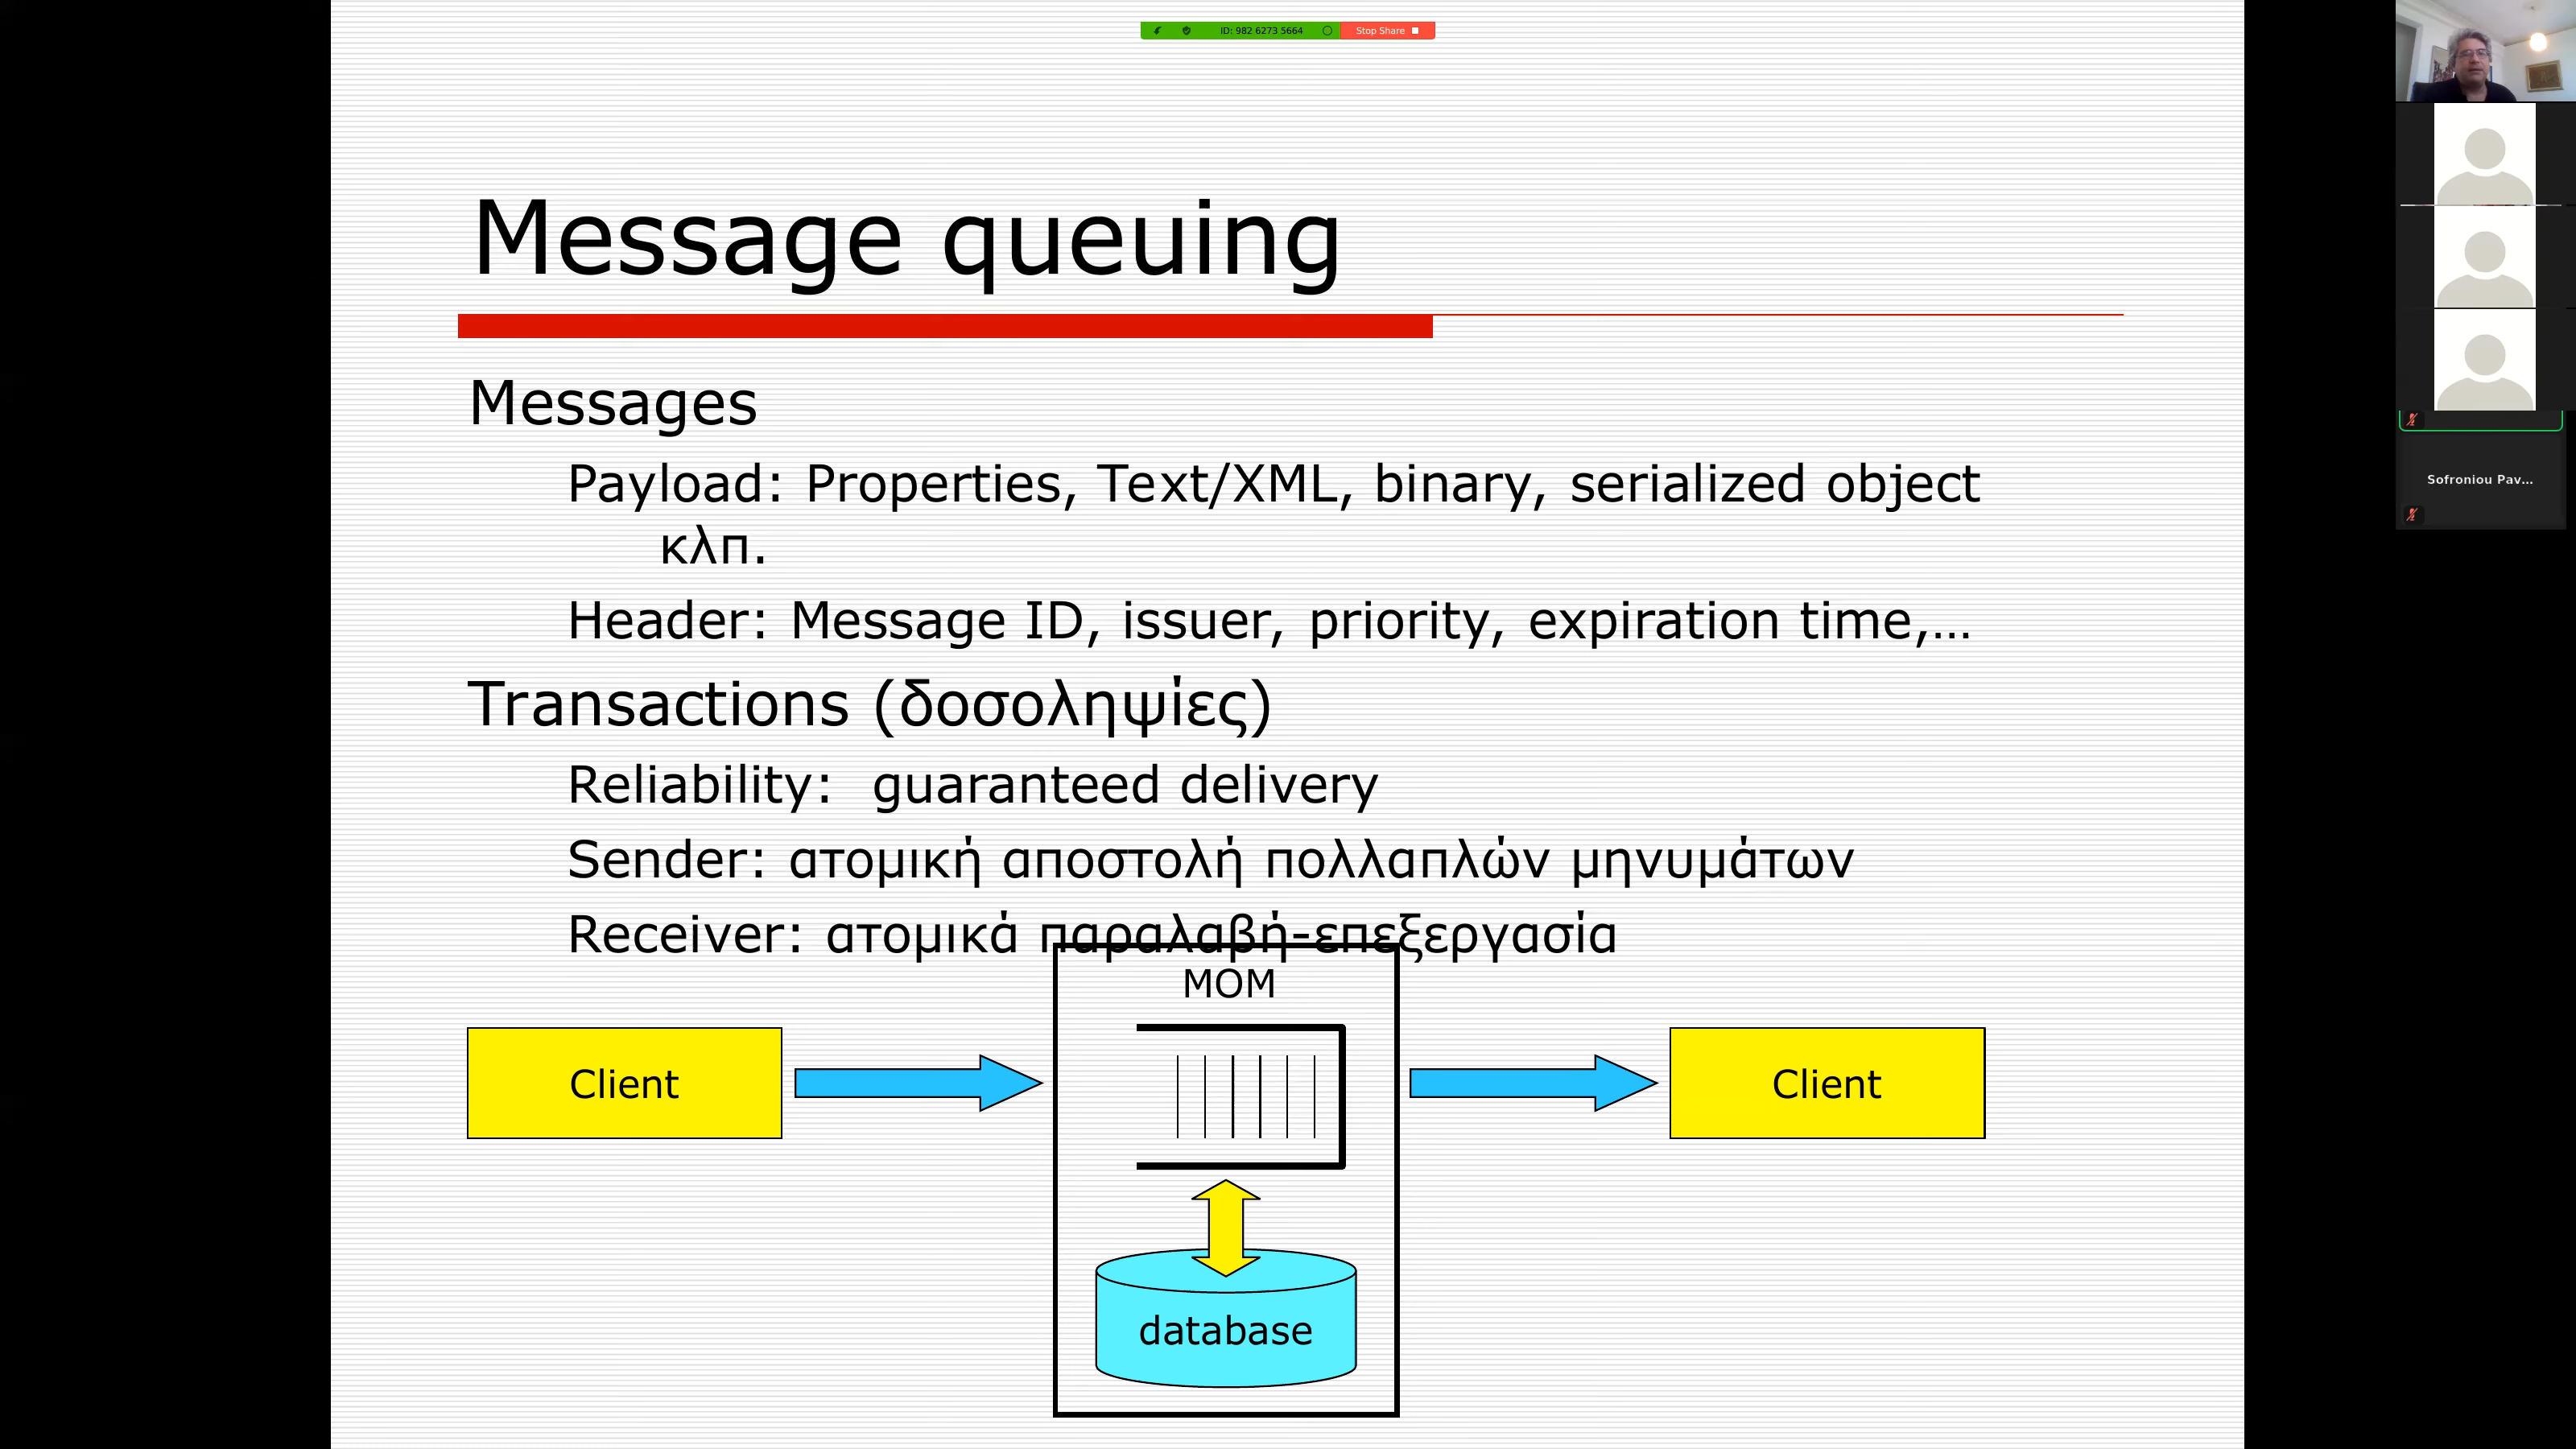 ID: 982 6273 5664 Stop Share
Message queuing
Messages
Payload: Properties, Text/XML, binary, serialized object
κλπ.
Header: Message ID, issuer, priority, expiration time,...
Transactions (δοσοληψίες)
Reliability:  guaranteed delivery
Sender: ατομική αποστολή πολλαπλών μηνυμάτων
Receiver: ατομικά παραλαβή-επεξεργασία
MOM
Client
Client
database
Sofroniou Pav...